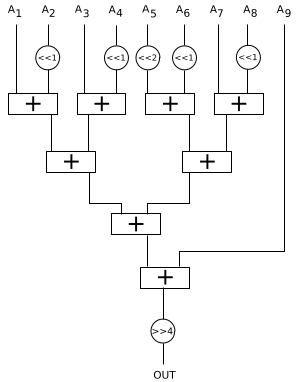 A1 A2 A3 A4 A5 A6 A7 A8 A9
<<1 <<1 <<2 <<1 <<1
+ + + +
+ +
+
+
>>4
OUT